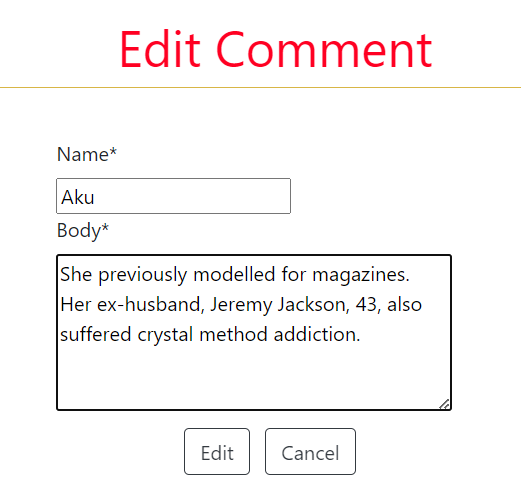 Edit Comment
Name*
Aku
Body*
She previously modelled for magazines.
Her ex-husband, Jeremy Jackson, 43, also
suffered crystal method addiction.
Edit
Cancel